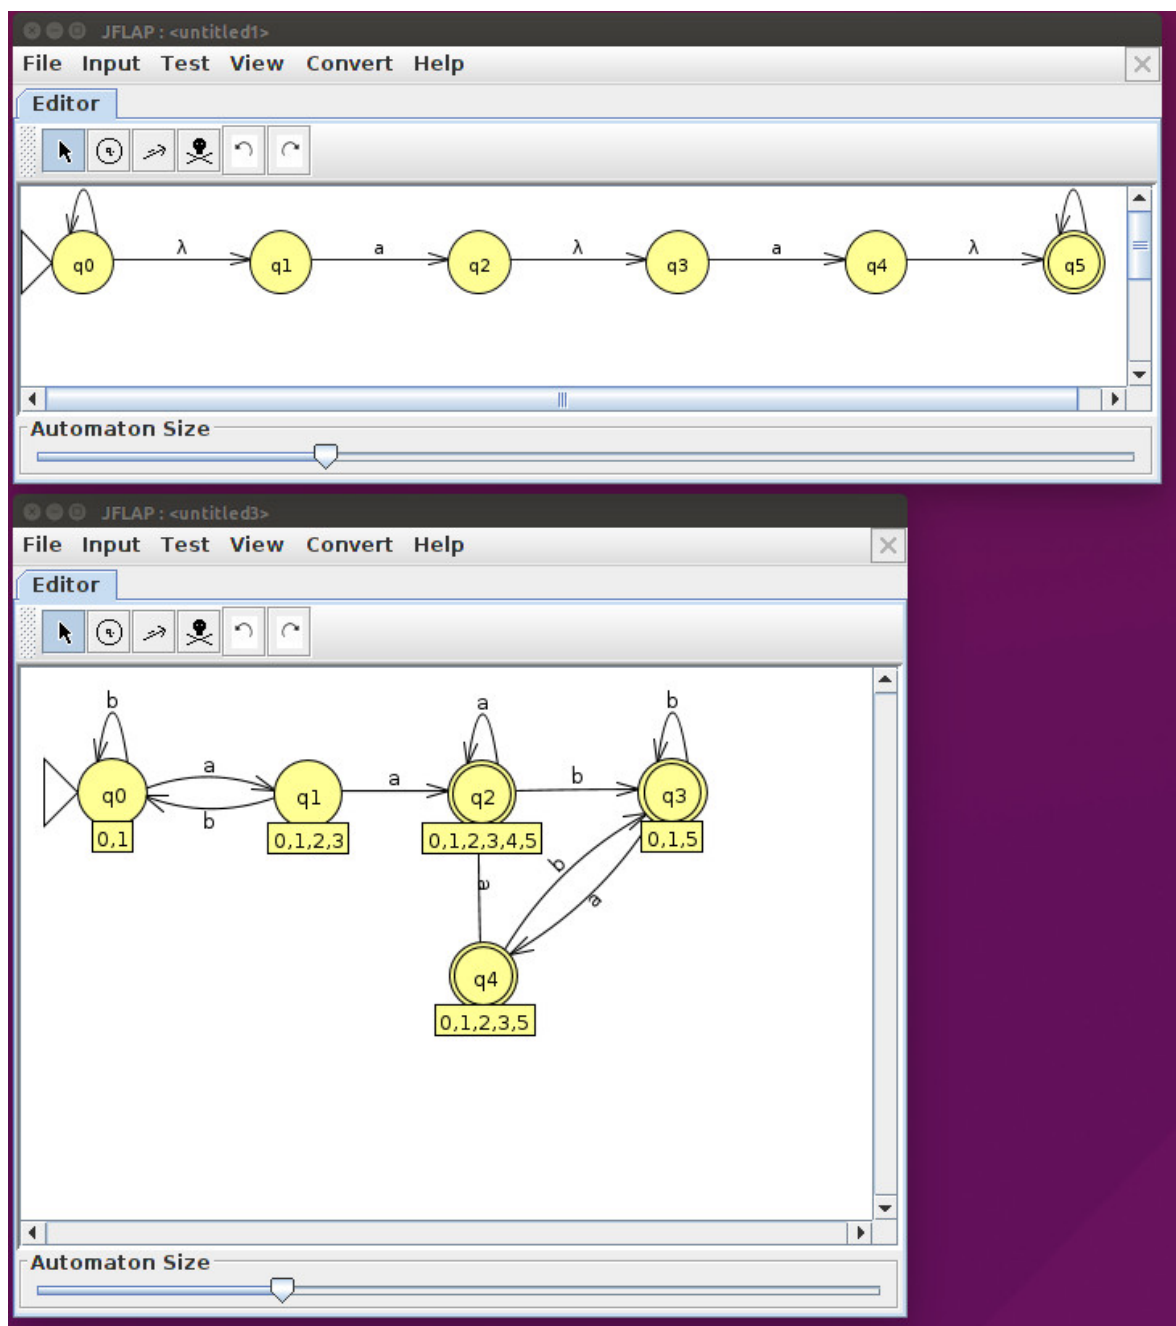 JFLAP : <untitled1>
File Input Test View Convert Help
Editor
λ a λ a λ
q0 q1 q2 q3 q4 q5
Automaton Size
JFLAP : <untitled3>
File Input Test View Convert Help
Editor
b a b
a a b
q0 q1 q2 q3
b
0,1 0,1,2,3 0,1,2,3,4,5 0,1,5
b
a a
q4
0,1,2,3,5
Automaton Size